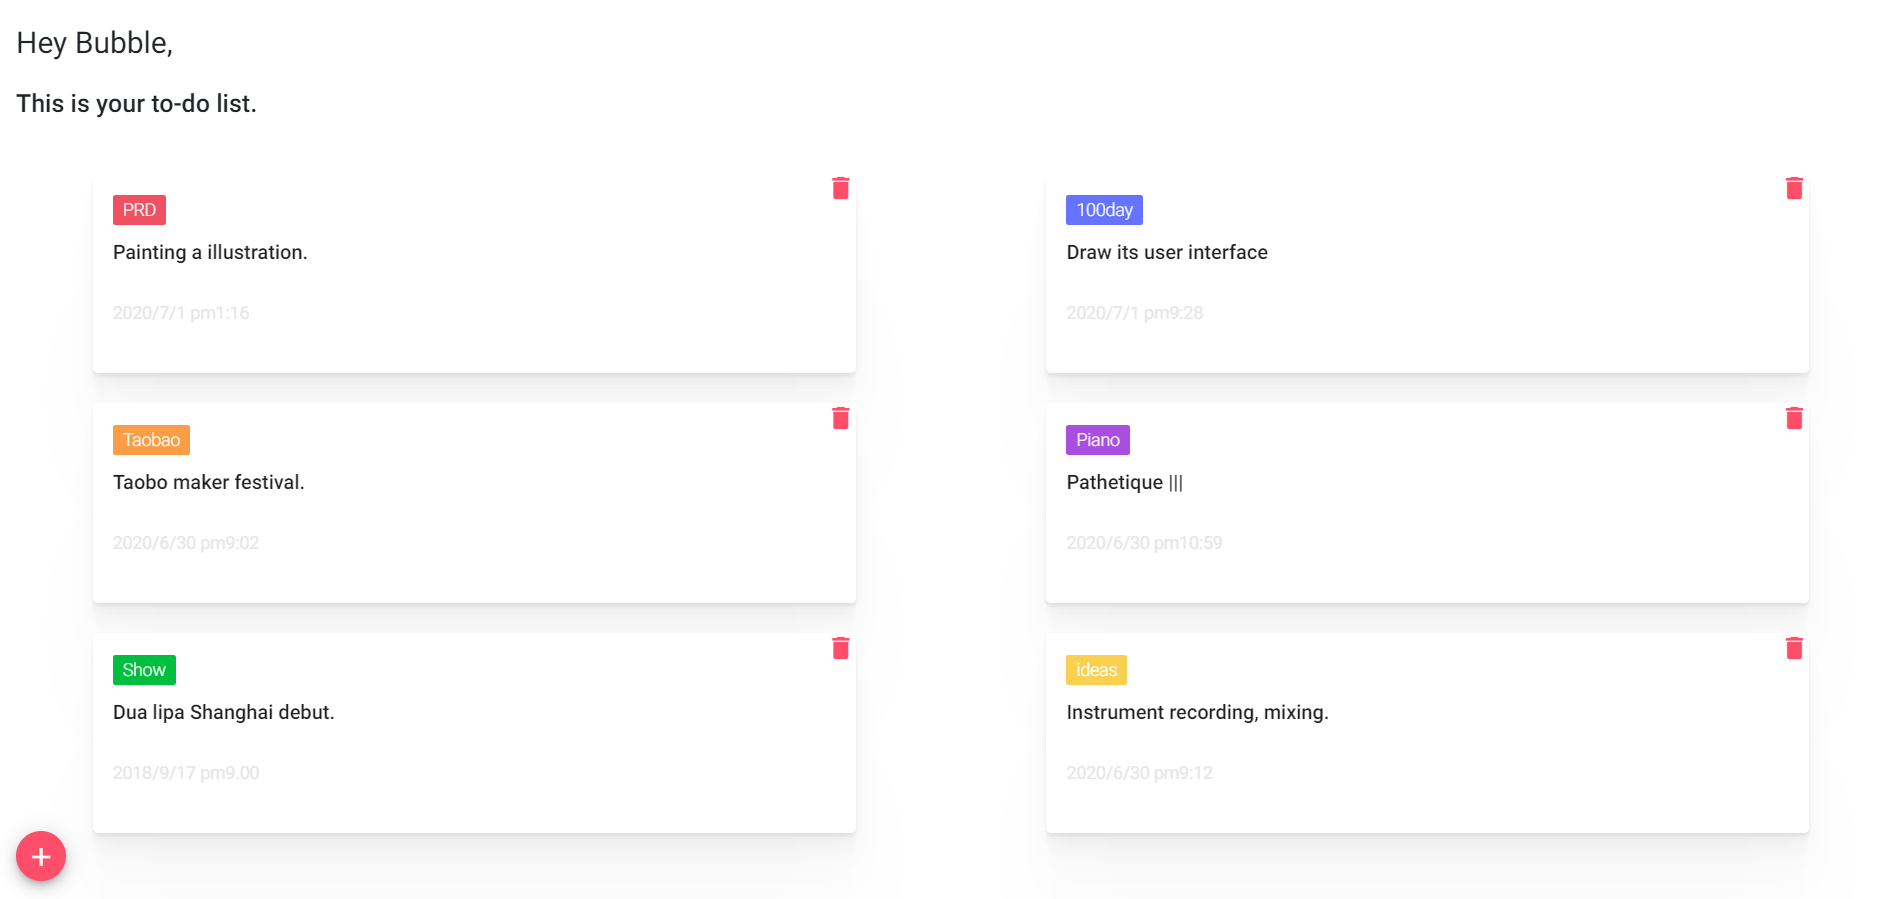 Hey Bubble,
This is your to-do list.
PRD
Painting a illustration.
2020/7/1 pm1:16
100day
Draw its user interface
2020/7/1 pm9:28
Taobao
Taobo maker festival.
2020/6/30 pm9:02
Piano
Pathetique |||
2020/6/30 pm10:59
Show
Dua lipa Shanghai debut.
2018/9/17 pm9.00
ideas
Instrument recording, mixing.
2020/6/30 pm9:12